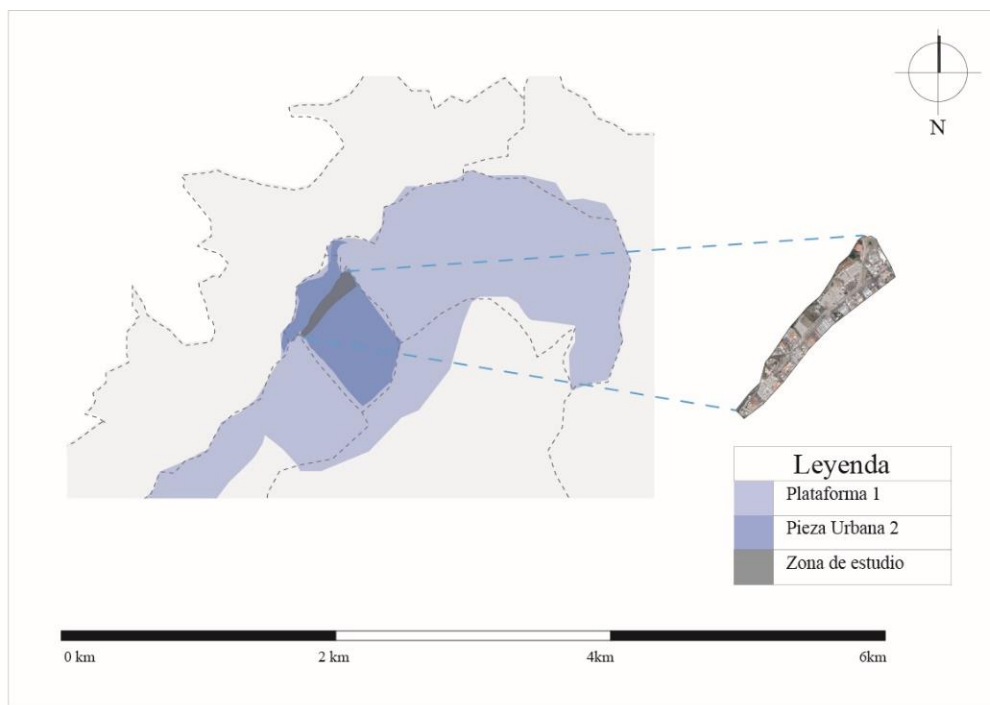 N
Leyenda
Plataforma 1
Pieza Urbana 2
Zona de estudio
0 km
2 km
4km
6km